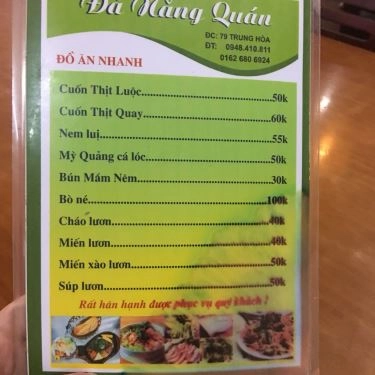 Đà Nẵng Quán
ĐC: 79 TRUNG HÒA
ĐT: 0948.410.811
0162 680 6924
ĐỒ ĂN NHANH
Cuốn Thịt Luộc....50k
Cuốn Thịt Quay....60k
Nem luị....55k
Mỳ Quảng cá lóc....50k
Bún Mắm Nêm....30k
Bò né....100k
Cháo lươn....40k
Miến lươn....40k
Miến xào lươn....50k
Súp lươn....50k
Rất hân hạnh được phục vụ quý khách !